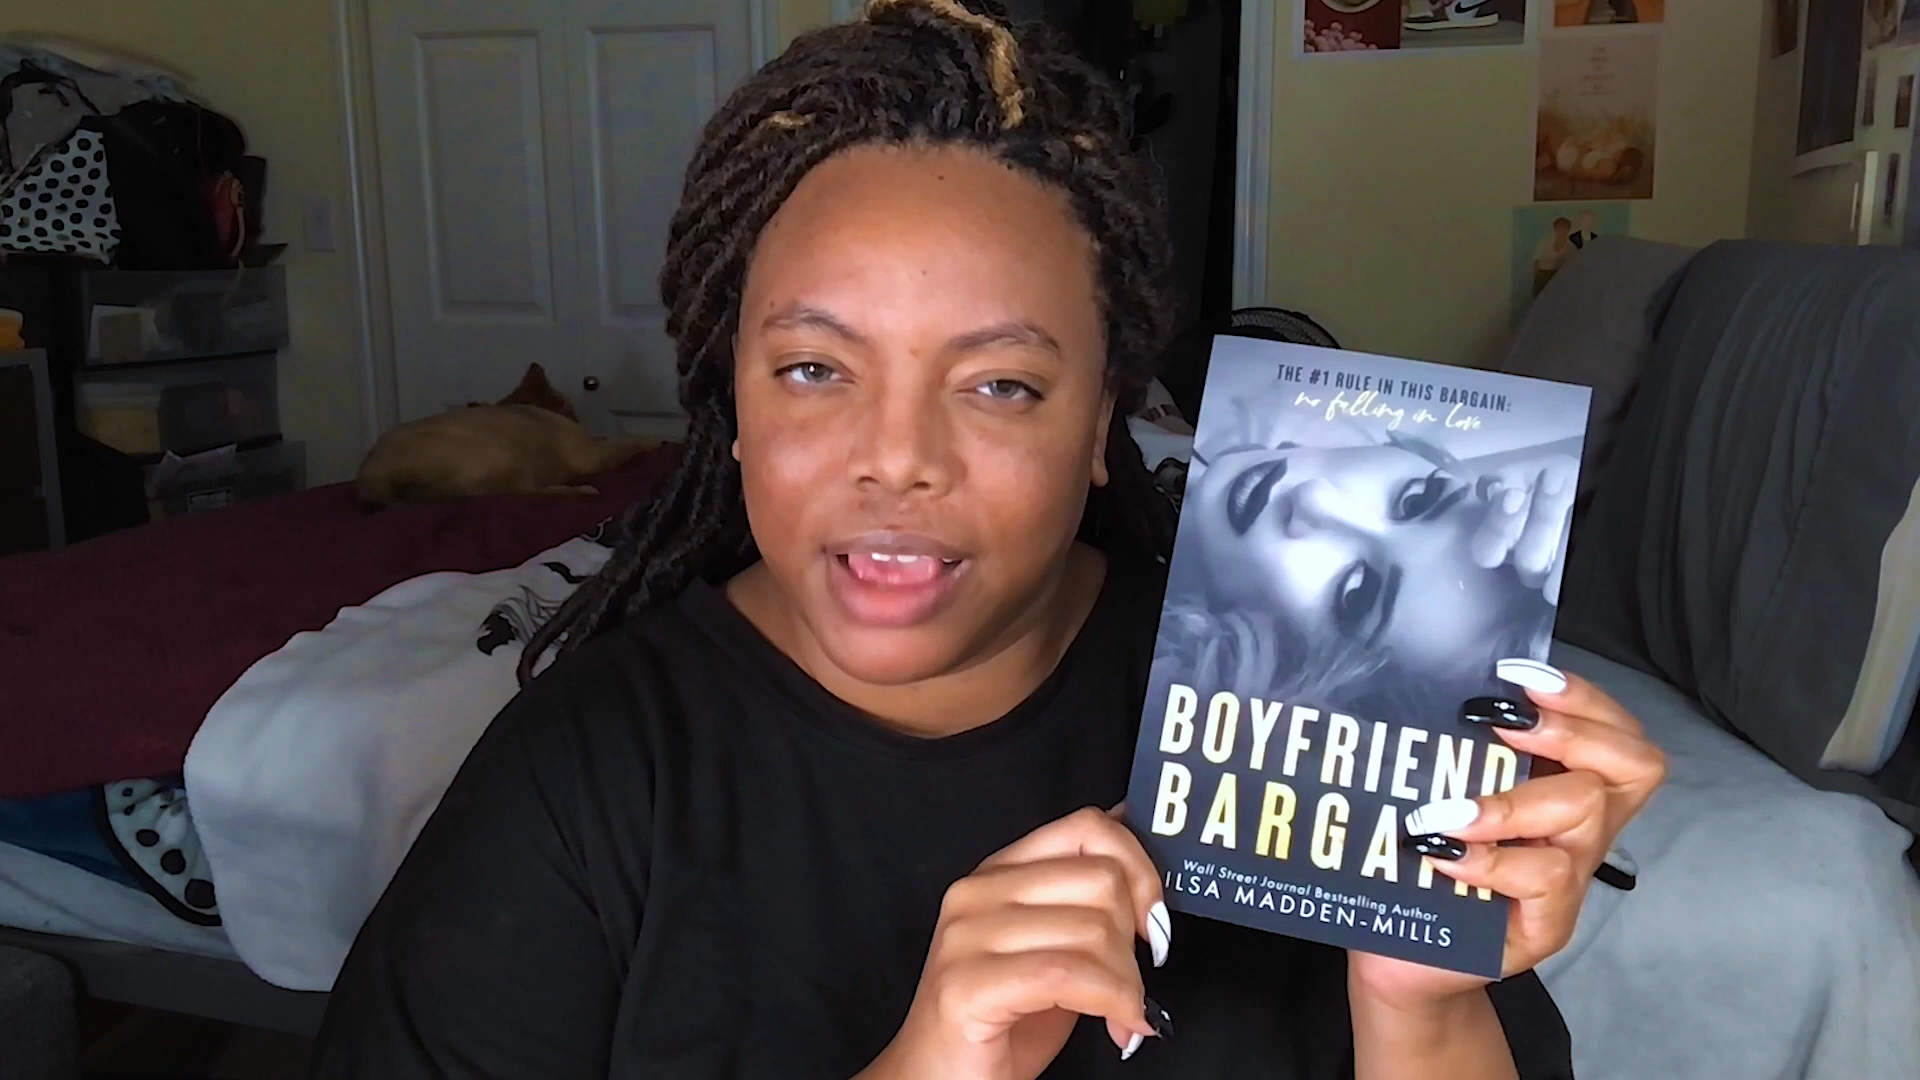 THE #1 RULE IN THIS BARGAIN:
no falling in love
BOYFRIEND
BARGAIN
Wall Street Journal Bestselling Author
ILSA MADDEN-MILLS